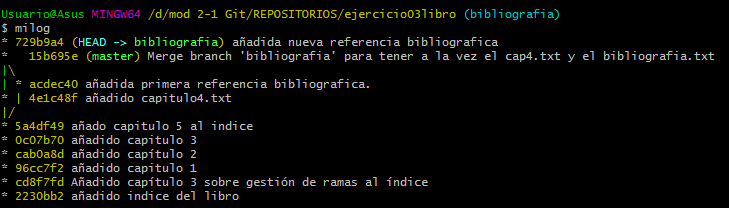 Usuario@Asus MINGW64 /d/mod 2-1 Git/REPOSITORIOS/ejercicio03libro (bibliografia)
$ milog
* 729b9a4 (HEAD -> bibliografia) añadida nueva referencia bibliografica
*   15b695e (master) Merge branch 'bibliografia' para tener a la vez el cap4.txt y el bibliografia.txt
|\
| * acdec40 añadida primera referencia bibliografica.
* | 4e1c48f añadido capitulo4.txt
|/
* 5a4df49 añado capitulo 5 al indice
* 0c07b70 añadido capitulo 3
* cab0a8d añadido capítulo 2
* 96cc7f2 añadido capitulo 1
* cd8f7fd Añadido capítulo 3 sobre gestión de ramas al índice
* 2230bb2 añadido indice del libro